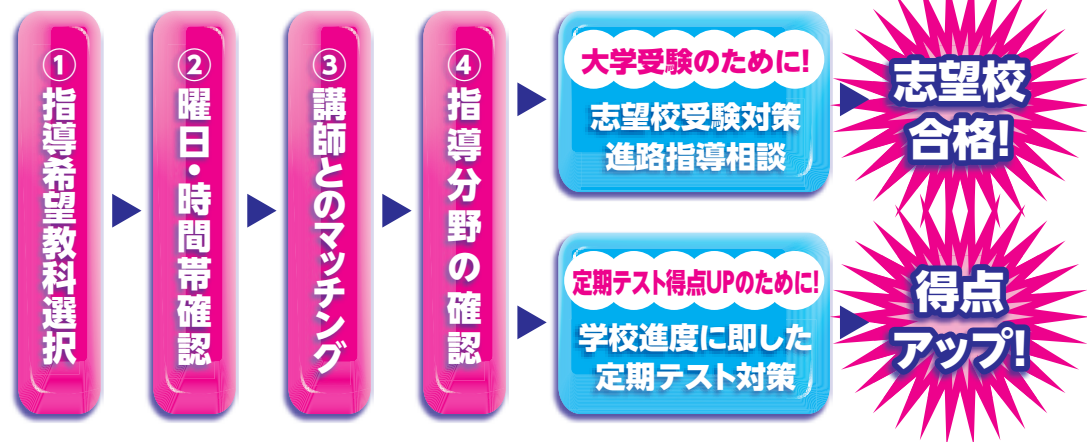 ①指導希望教科選択
②曜日・時間帯確認
③講師とのマッチング
④指導分野の確認
大学受験のために!
志望校受験対策
進路指導相談
志望校
合格!
定期テスト得点UPのために!
学校進度に即した
定期テスト対策
得点
アップ!